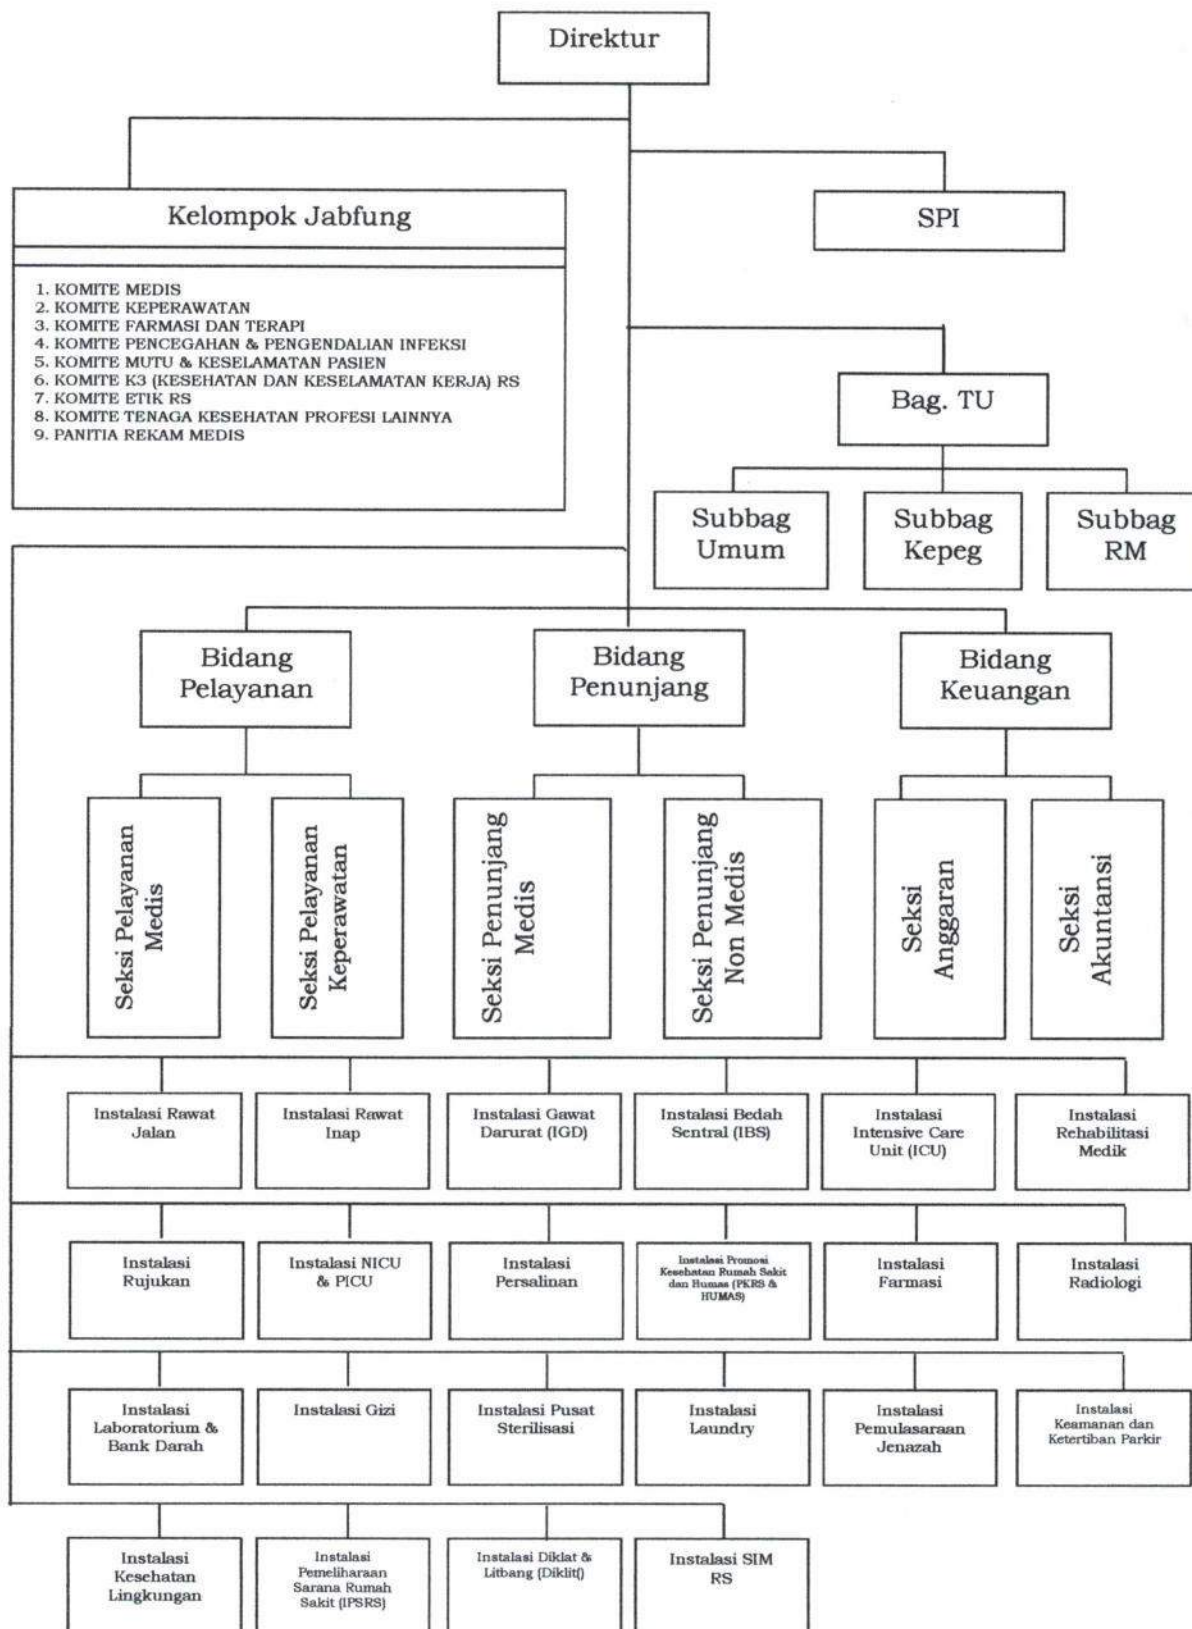 Direktur
Kelompok Jabfung
1. KOMITE MEDIS
2. KOMITE KEPERAWATAN
3. KOMITE FARMASI DAN TERAPI
4. KOMITE PENCEGAHAN & PENGENDALIAN INFEKSI
5. KOMITE MUTU & KESELAMATAN PASIEN
6. KOMITE K3 (KESEHATAN DAN KESELAMATAN KERJA) RS
7. KOMITE ETIK RS
8. KOMITE TENAGA KESEHATAN PROFESI LAINNYA
9. PANITIA REKAM MEDIS
SPI
Bag. TU
Subbag
Umum
Subbag
Kepeg
Subbag
RM
Bidang
Pelayanan
Bidang
Penunjang
Bidang
Keuangan
Seksi Pelayanan
Medis
Seksi Pelayanan
Keperawatan
Seksi Penunjang
Medis
Seksi Penunjang
Non Medis
Seksi
Anggaran
Seksi
Akuntansi
Instalasi Rawat
Jalan
Instalasi Rawat
Inap
Instalasi Gawat
Darurat (IGD)
Instalasi Bedah
Sentral (IBS)
Instalasi
Intensive Care
Unit (ICU)
Instalasi
Rehabilitasi
Medik
Instalasi
Rujukan
Instalasi NICU
& PICU
Instalasi
Persalinan
Instalasi Promosi
Kesehatan Rumah Sakit
dan Humas (PKRS &
HUMAS)
Instalasi
Farmasi
Instalasi
Radiologi
Instalasi
Laboratorium &
Bank Darah
Instalasi Gizi
Instalasi Pusat
Sterilisasi
Instalasi
Laundry
Instalasi
Pemulasaraan
Jenazah
Instalasi
Keamanan dan
Ketertiban Parkir
Instalasi
Kesehatan
Lingkungan
Instalasi
Pemeliharaan
Sarana Rumah
Sakit (IPSRS)
Instalasi Diklat &
Litbang (Diklit()
Instalasi SIM
RS